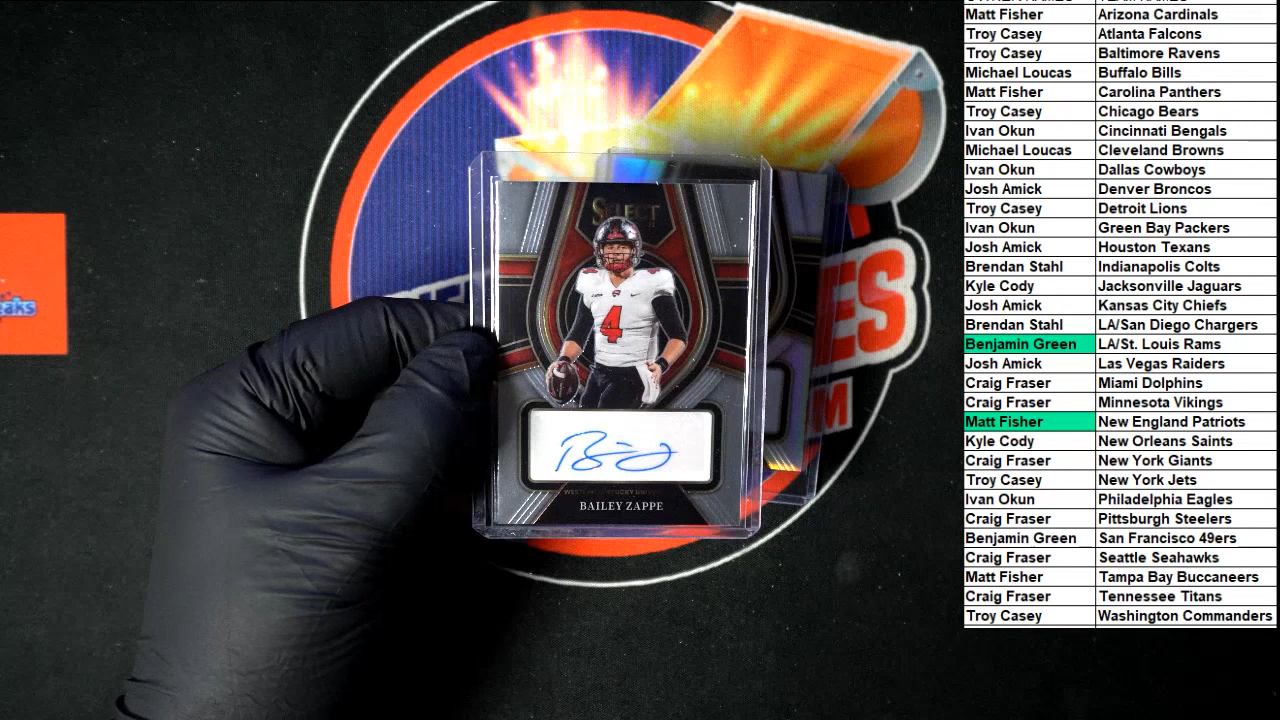 Matt Fisher Arizona Cardinals
Troy Casey Atlanta Falcons
Troy Casey Baltimore Ravens
Michael Loucas Buffalo Bills
Matt Fisher Carolina Panthers
Troy Casey Chicago Bears
Ivan Okun Cincinnati Bengals
Michael Loucas Cleveland Browns
Ivan Okun Dallas Cowboys
Josh Amick Denver Broncos
Troy Casey Detroit Lions
Ivan Okun Green Bay Packers
Josh Amick Houston Texans
Brendan Stahl Indianapolis Colts
Kyle Cody Jacksonville Jaguars
Josh Amick Kansas City Chiefs
Brendan Stahl LA/San Diego Chargers
Benjamin Green LA/St. Louis Rams
Josh Amick Las Vegas Raiders
Craig Fraser Miami Dolphins
Craig Fraser Minnesota Vikings
Matt Fisher New England Patriots
Kyle Cody New Orleans Saints
Craig Fraser New York Giants
Troy Casey New York Jets
Ivan Okun Philadelphia Eagles
Craig Fraser Pittsburgh Steelers
Benjamin Green San Francisco 49ers
Craig Fraser Seattle Seahawks
Matt Fisher Tampa Bay Buccaneers
Craig Fraser Tennessee Titans
Troy Casey Washington Commanders
SELECT
4
BAILEY ZAPPE